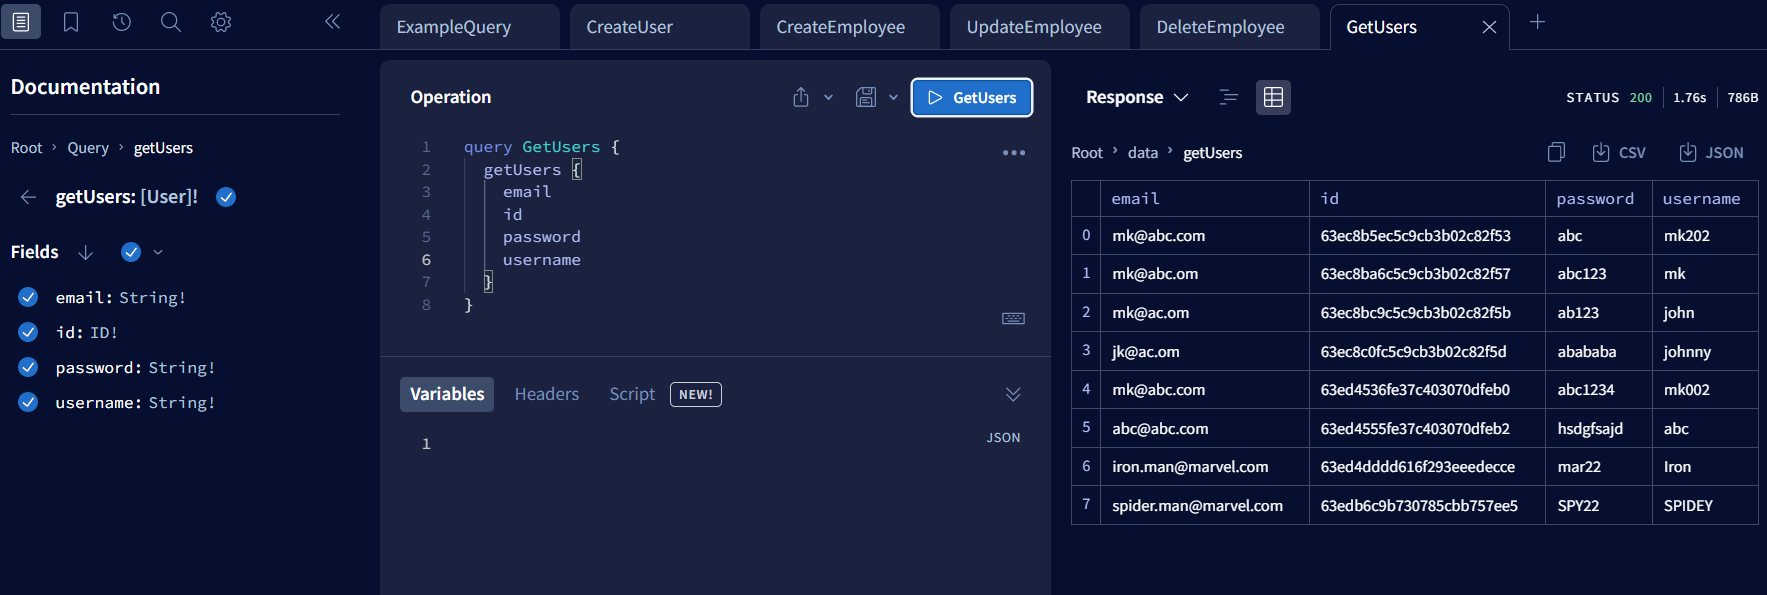 ExampleQuery CreateUser CreateEmployee UpdateEmployee DeleteEmployee GetUsers
Documentation
Root › Query › getUsers
getUsers: [User]!
Fields
email: String!
id: ID!
password: String!
username: String!
Operation
GetUsers
1 query GetUsers {
2 getUsers {
3 email
4 id
5 password
6 username
7 }
8 }
Variables Headers Script NEW!
1
JSON
Response STATUS 200 1.76s 786B
Root › data › getUsers CSV JSON
email id password username
0 mk@abc.com 63ec8b5ec5c9cb3b02c82f53 abc mk202
1 mk@abc.om 63ec8ba6c5c9cb3b02c82f57 abc123 mk
2 mk@ac.om 63ec8bc9c5c9cb3b02c82f5b ab123 john
3 jk@ac.om 63ec8c0fc5c9cb3b02c82f5d abababa johnny
4 mk@abc.com 63ed4536fe37c403070dfeb0 abc1234 mk002
5 abc@abc.com 63ed4555fe37c403070dfeb2 hsdgfsajd abc
6 iron.man@marvel.com 63ed4dddd616f293eeedecce mar22 Iron
7 spider.man@marvel.com 63edb6c9b730785cbb757ee5 SPY22 SPIDEY